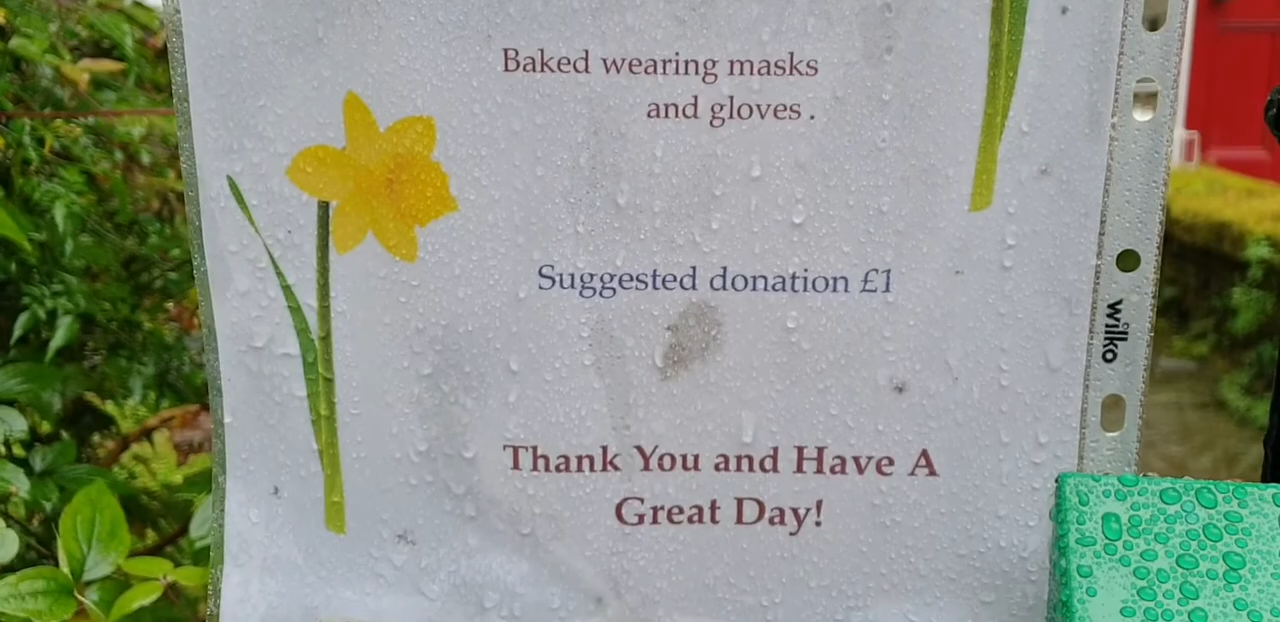 Baked wearing masks
and gloves .
Suggested donation £1
wilko
Thank You and Have A
Great Day!